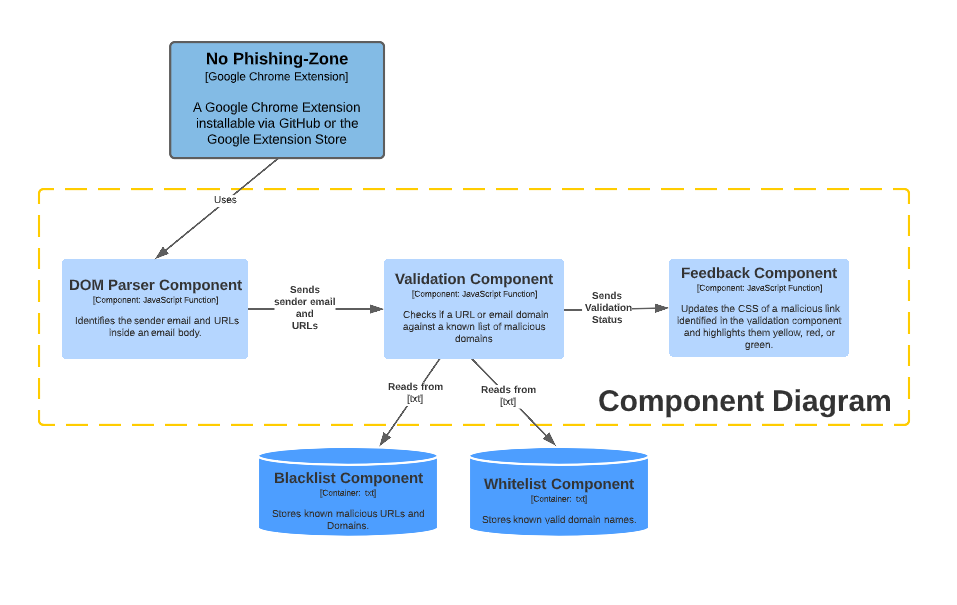 No Phishing-Zone
[Google Chrome Extension]
A Google Chrome Extension
installable via GitHub or the
Google Extension Store
Uses
DOM Parser Component
[Component: JavaScript Function]
Identifies the sender email and URLs
inside an email body.
Sends
sender email
and
URLs
Validation Component
[Component: JavaScript Function]
Checks if a URL or email domain
against a known list of malicious
domains
Sends
Validation
Status
Feedback Component
[Component: JavaScript Function]
Updates the CSS of a malicious link
identified in the validation component
and highlights them yellow, red, or
green.
Reads from
[txt]
Reads from
[txt]
Component Diagram
Blacklist Component
[Container: txt]
Stores known malicious URLs and
Domains.
Whitelist Component
[Container: txt]
Stores known valid domain names.